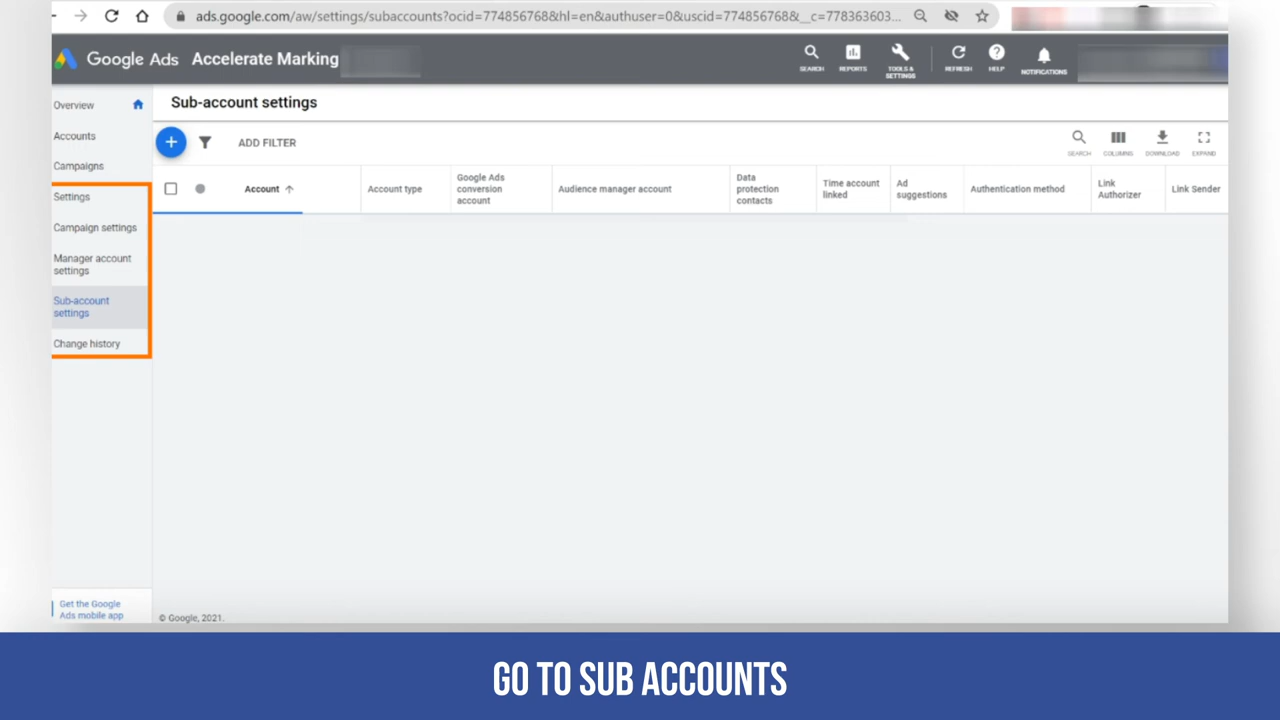 ads.google.com/aw/settings/subaccounts?ocid=774856768&hl=en&authuser=0&uscid=774856768&__c=778363603...
Google Ads Accelerate Marking
SEARCH
REPORTS
TOOLS &
SETTINGS
REFRESH
HELP
NOTIFICATIONS
Overview
Accounts
Campaigns
Settings
Campaign settings
Manager account
settings
Sub-account
settings
Change history
Get the Google
Ads mobile app
Sub-account settings
ADD FILTER
SEARCH
COLUMNS
DOWNLOAD
EXPAND
Account
Account type
Google Ads
conversion
account
Audience manager account
Data
protection
contacts
Time account
linked
Ad
suggestions
Authentication method
Link
Authorizer
Link Sender
© Google, 2021.
GO TO SUB ACCOUNTS